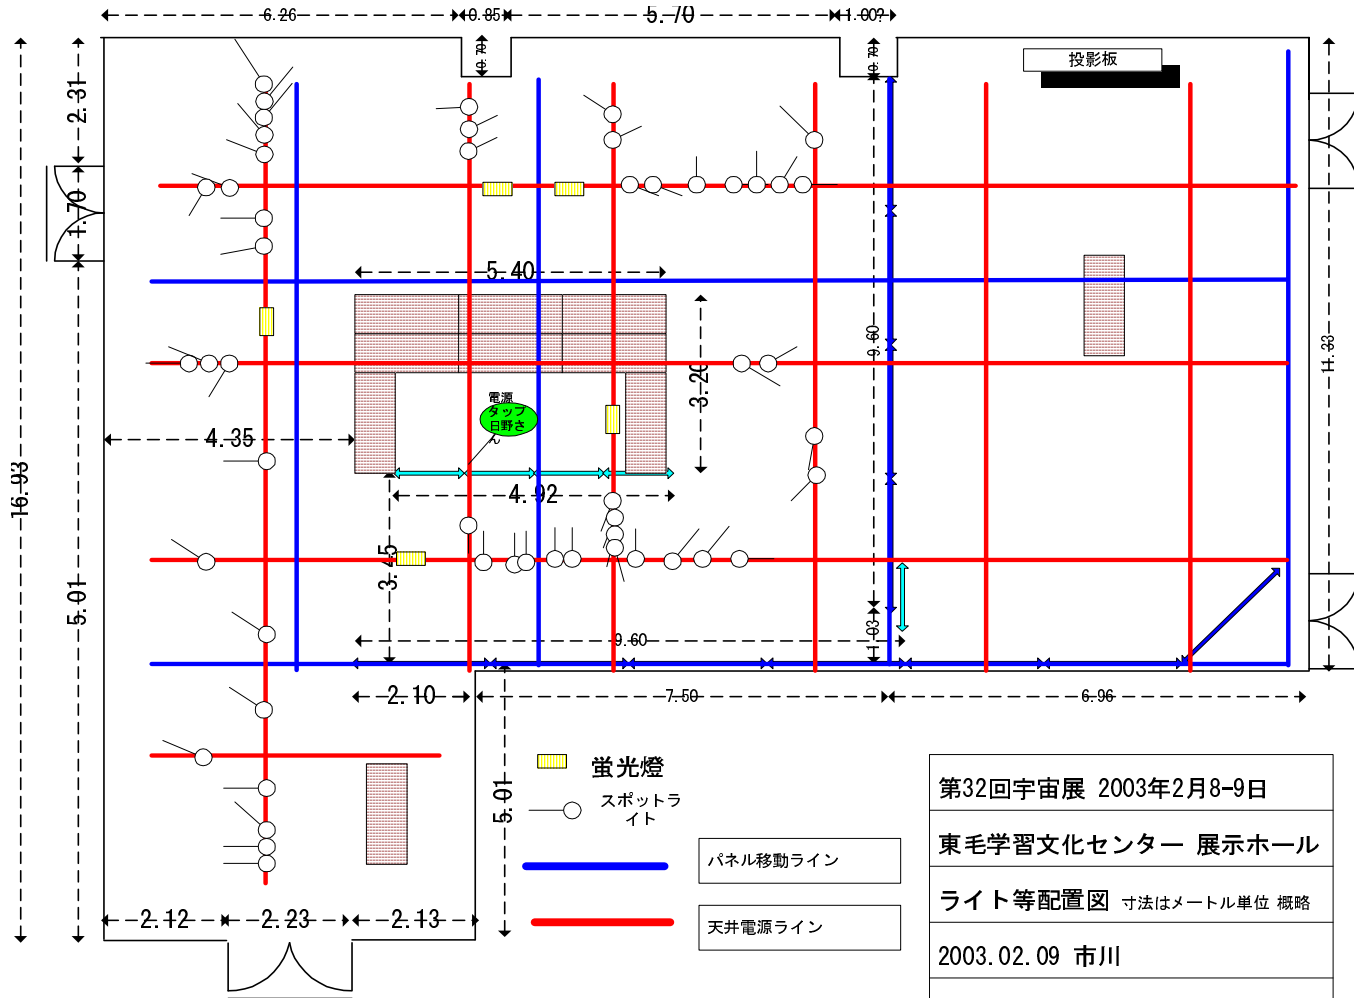 6.26
0.85
5.70
1.00?
0.70
0.70
投影板
2.31
1.70
5.40
9.60
11.33
3.20
電源
タップ
日野さ
ん
4.35
4.92
16.93
3.45
5.01
1.03
9.60
2.10
7.50
6.96
5.01
蛍光燈
スポットラ
イト
パネル移動ライン
天井電源ライン
2.12
2.23
2.13
第32回宇宙展 2003年2月8-9日
東毛学習文化センター 展示ホール
ライト等配置図 寸法はメートル単位 概略
2003.02.09 市川